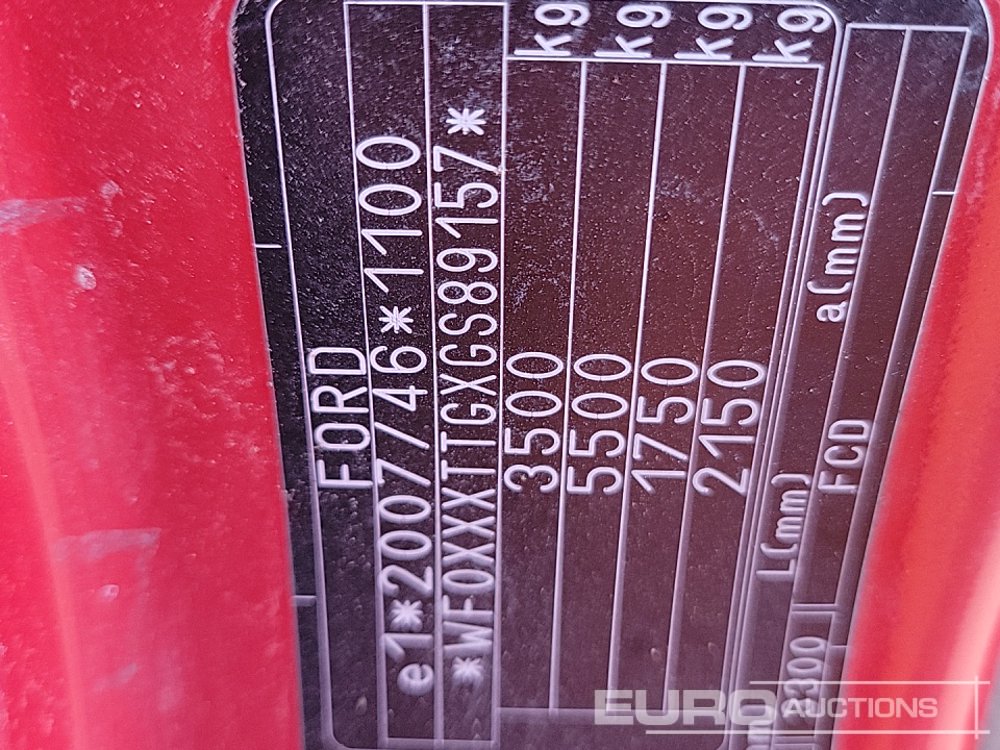 FORD
e1*2007/46*1100
*WF0XXXTTGXGS89157*
3500 kg
5500 kg
1750 kg
2150 kg
L(mm) a(mm)
2300 FCD
EURO AUCTIONS